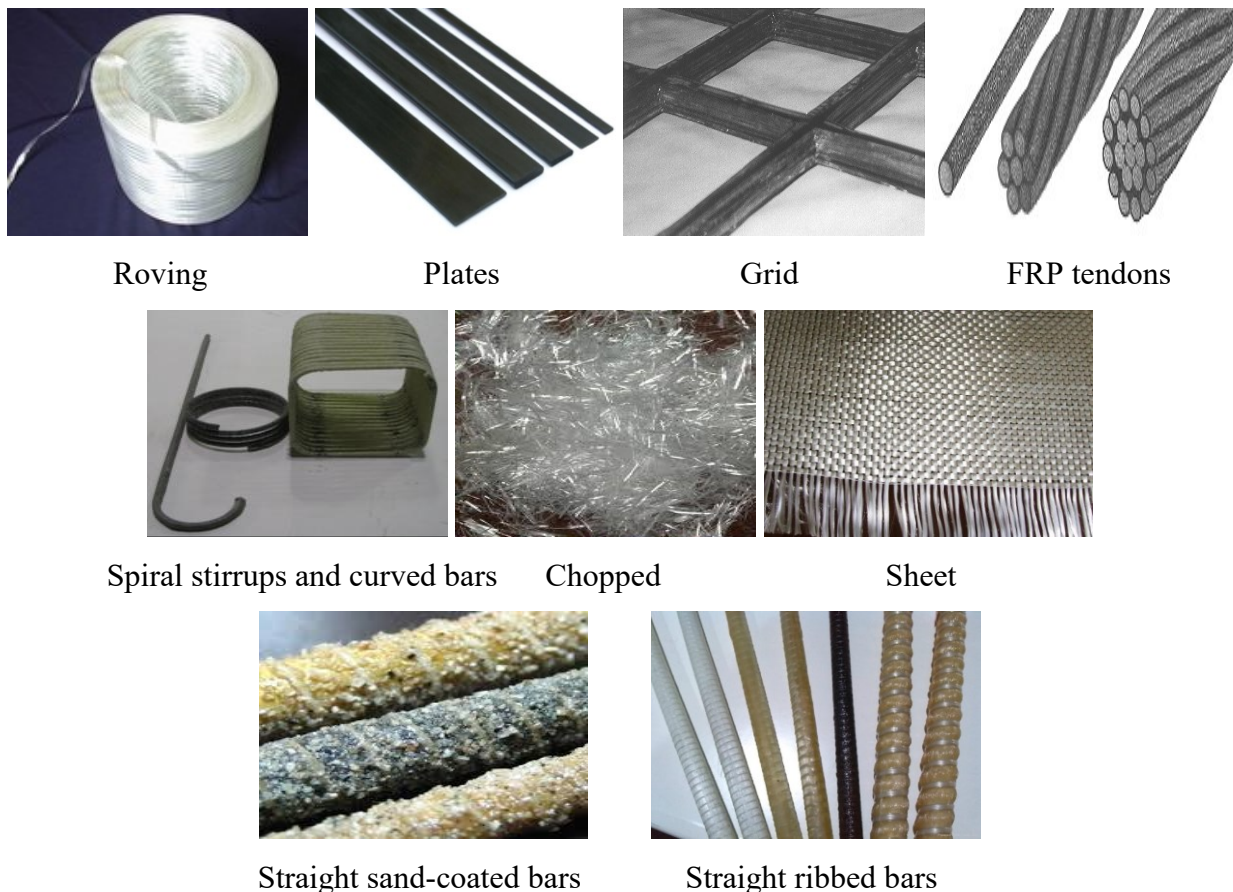 Roving Plates Grid FRP tendons
Spiral stirrups and curved bars Chopped Sheet
Straight sand-coated bars Straight ribbed bars